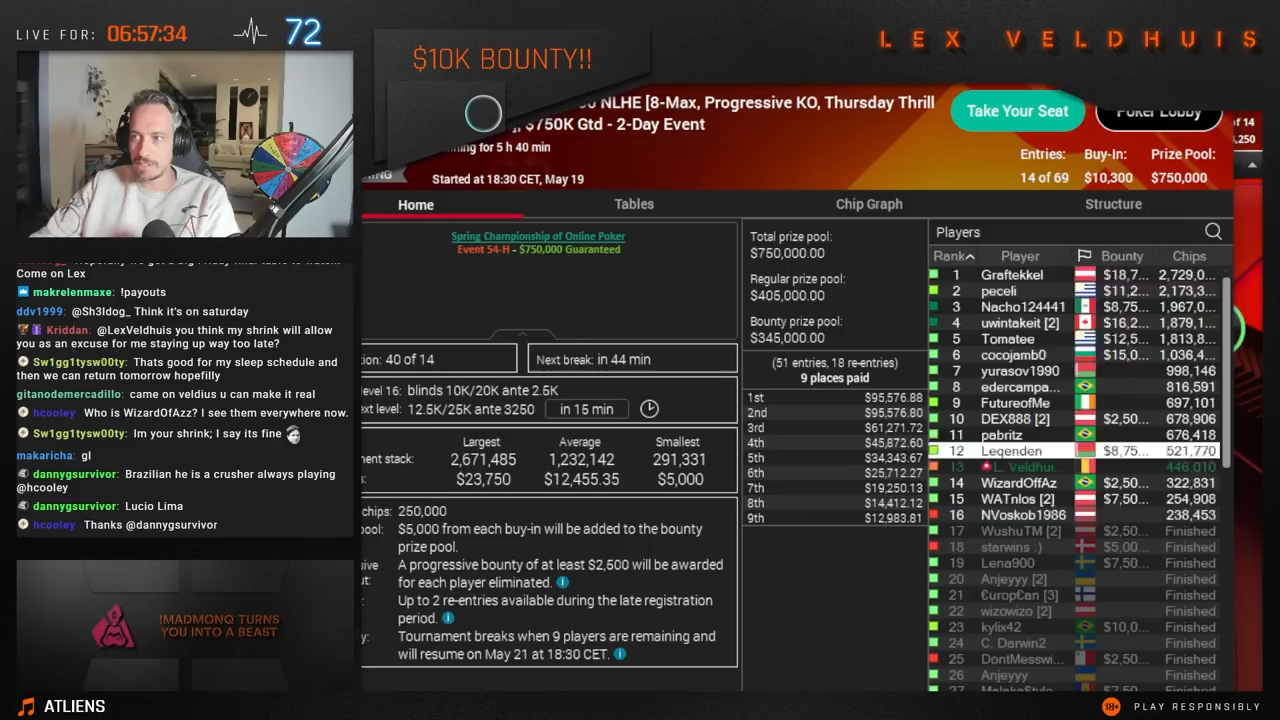 LIVE FOR: 06:57:34 72
$10K BOUNTY!!
LEX VELDHUIS
NLHE [8-Max, Progressive KO, Thursday Thrill
$750K Gtd - 2-Day Event
for 5 h 40 min
Started at 18:30 CET, May 19
Take Your Seat
Poker Lobby
of 14
,250
Entries: Buy-In: Prize Pool:
14 of 69 $10,300 $750,000
Home Tables Chip Graph Structure
Spring Championship of Online Poker
Event 54-H - $750,000 Guaranteed
tion: 40 of 14
Next break: in 44 min
level 16: blinds 10K/20K ante 2.5K
ext level: 12.5K/25K ante 3250 in 15 min
Largest Average Smallest
ent stack: 2,671,485 1,232,142 291,331
s: $23,750 $12,455.35 $5,000
chips: 250,000
pool: $5,000 from each buy-in will be added to the bounty
prize pool.
sive A progressive bounty of at least $2,500 will be awarded
ut: for each player eliminated.
Up to 2 re-entries available during the late registration
period.
y: Tournament breaks when 9 players are remaining and
will resume on May 21 at 18:30 CET.
Total prize pool:
$750,000.00
Regular prize pool:
$405,000.00
Bounty prize pool:
$345,000.00
(51 entries, 18 re-entries)
9 places paid
1st $95,576.88
2nd $95,576.80
3rd $61,271.72
4th $45,872.60
5th $34,343.67
6th $25,712.27
7th $19,250.13
8th $14,412.12
9th $12,983.81
Players
Rank Player Bounty Chips
1 Graftekkel $18,7... 2,729,0...
2 peceli $11,2... 2,173,3...
3 Nacho124441 $8,75... 1,967,0...
4 uwintakeit [2] $16,2... 1,879,1...
5 Tomatee $12,5... 1,813,8...
6 cocojamb0 $15,0... 1,036,4...
7 yurasov1990 998,146
8 edercampa... 816,591
9 FutureofMe 697,101
10 DEX888 [2] $2,50... 678,906
11 pabritz 676,418
12 Leqenden $8,75... 521,770
13 L. Veldhui... 446,010
14 WizardOffAz $2,50... 322,831
15 WATnlos [2] $7,50... 254,908
16 NVoskob1986 238,453
17 WushuTM [2] $2,50... Finished
18 starwins :) $5,00... Finished
19 Lena900 $7,50... Finished
20 Anjeyyy [2] Finished
21 €urop€an [3] Finished
22 wizowizo [2] Finished
23 kylix42 $10,0... Finished
24 C. Darwin2 Finished
25 DontMesswi... $2,50... Finished
26 Anjeyyy Finished
Come on Lex
makrelenmaxe: !payouts
ddv1999: @Sh3ldog_ Think it's on saturday
Kriddan: @LexVeldhuis you think my shrink will allow
you as an excuse for me staying up way too late?
Sw1gg1tysw00ty: Thats good for my sleep schedule and
then we can return tomorrow hopefilly
gitanodemercadillo: came on veldius u can make it real
hcooley: Who is WizardOfAzz? I see them everywhere now.
Sw1gg1tysw00ty: Im your shrink; I say its fine
makaricha: gl
dannygsurvivor: Brazilian he is a crusher always playing
@hcooley
dannygsurvivor: Lucio Lima
hcooley: Thanks @dannygsurvivor
!MADMONQ TURNS
YOU INTO A BEAST
ATLIENS
18+ PLAY RESPONSIBLY